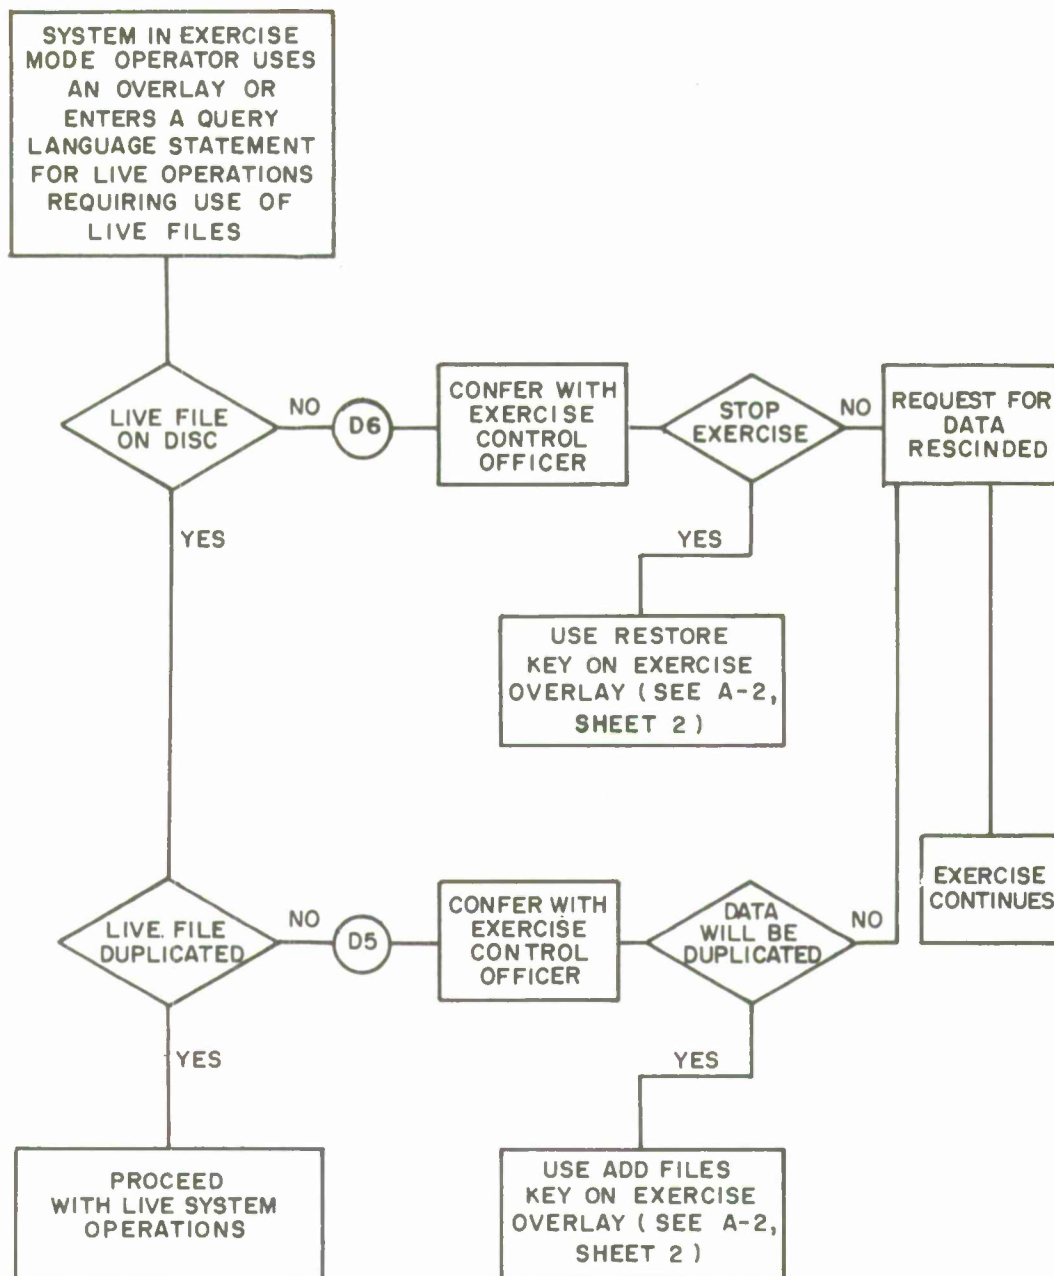 SYSTEM IN EXERCISE
MODE OPERATOR USES
AN OVERLAY OR
ENTERS A QUERY
LANGUAGE STATEMENT
FOR LIVE OPERATIONS
REQUIRING USE OF
LIVE FILES
LIVE FILE
ON DISC
NO
D6
CONFER WITH
EXERCISE
CONTROL
OFFICER
STOP
EXERCISE
NO
REQUEST FOR
DATA
RESCINDED
YES
YES
USE RESTORE
KEY ON EXERCISE
OVERLAY ( SEE A-2,
SHEET 2 )
EXERCISE
CONTINUES
LIVE. FILE
DUPLICATED
NO
D5
CONFER WITH
EXERCISE
CONTROL
OFFICER
DATA
WILL BE
DUPLICATED
NO
YES
YES
PROCEED
WITH LIVE SYSTEM
OPERATIONS
USE ADD FILES
KEY ON EXERCISE
OVERLAY ( SEE A-2,
SHEET 2 )